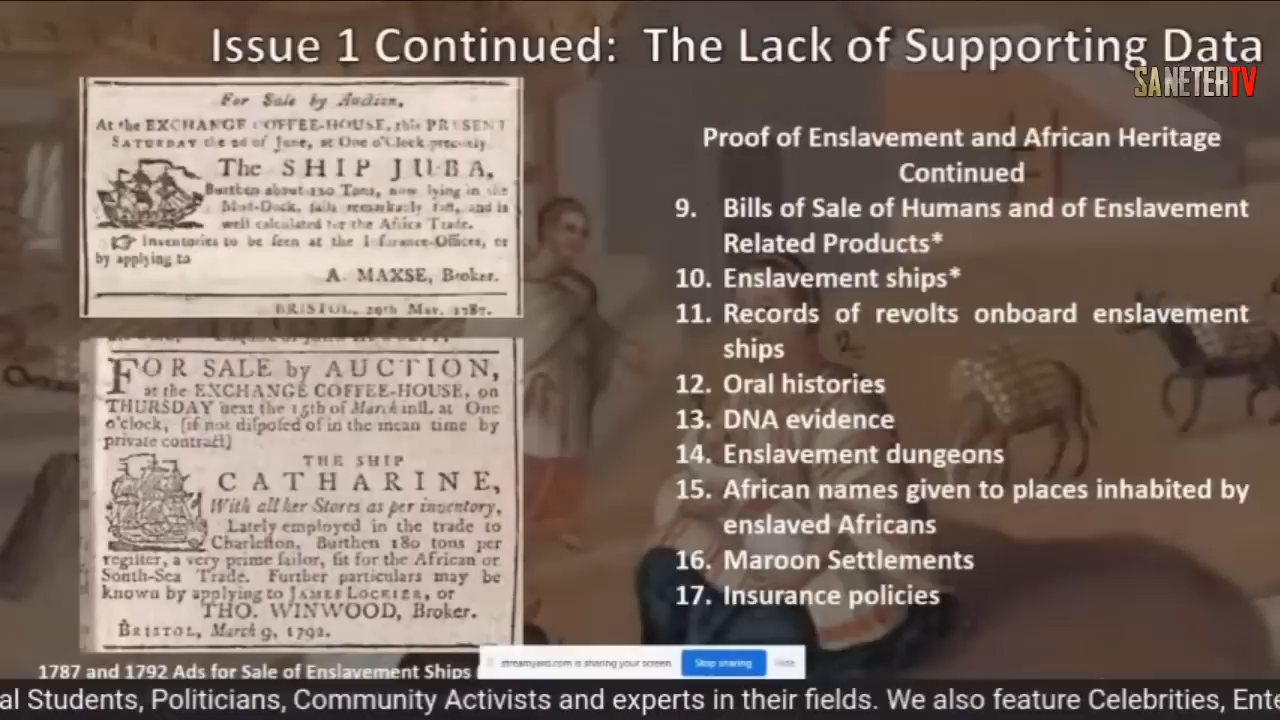 Issue 1 Continued: The Lack of Supporting Data
SANETERTV
For Sale by Auction,
At the EXCHANGE COFFEE-HOUSE, this PRESENT
SATURDAY the 2d of June, at One o'Clock precisely.
The SHIP JUBA,
Burthen about 120 Tons, now lying in the
remarkably and is
well calculated for the Africa Trade.
Inventories to be seen at the or
by applying to
A. MAXSE, Broker.
BRISTOL, 29th May. 1787.
FOR SALE by AUCTION,
at the EXCHANGE COFFEE-HOUSE, on
THURSDAY next the 15th of March inst. at One
o'clock, (if not disposed of in the mean time by
private contract)
THE SHIP
CATHARINE,
With all her Stores as per inventory,
Lately employed in the trade to
Charleston, Burthen 180 tons per
register, a very prime sailor, fit for the African or
South-Sea Trade. Further particulars may be
known by applying to JAMES LOCKIER, or
THO. WINWOOD, Broker.
BRISTOL, March 9, 1792.
1787 and 1792 Ads for Sale of Enslavement Ships
Proof of Enslavement and African Heritage
Continued
9. Bills of Sale of Humans and of Enslavement
Related Products*
10. Enslavement ships*
11. Records of revolts onboard enslavement
ships
12. Oral histories
13. DNA evidence
14. Enslavement dungeons
15. African names given to places inhabited by
enslaved Africans
16. Maroon Settlements
17. Insurance policies
streamyard.com is sharing your screen. Stop sharing Hide
al Students, Politicians, Community Activists and experts in their fields. We also feature Celebrities, Ente